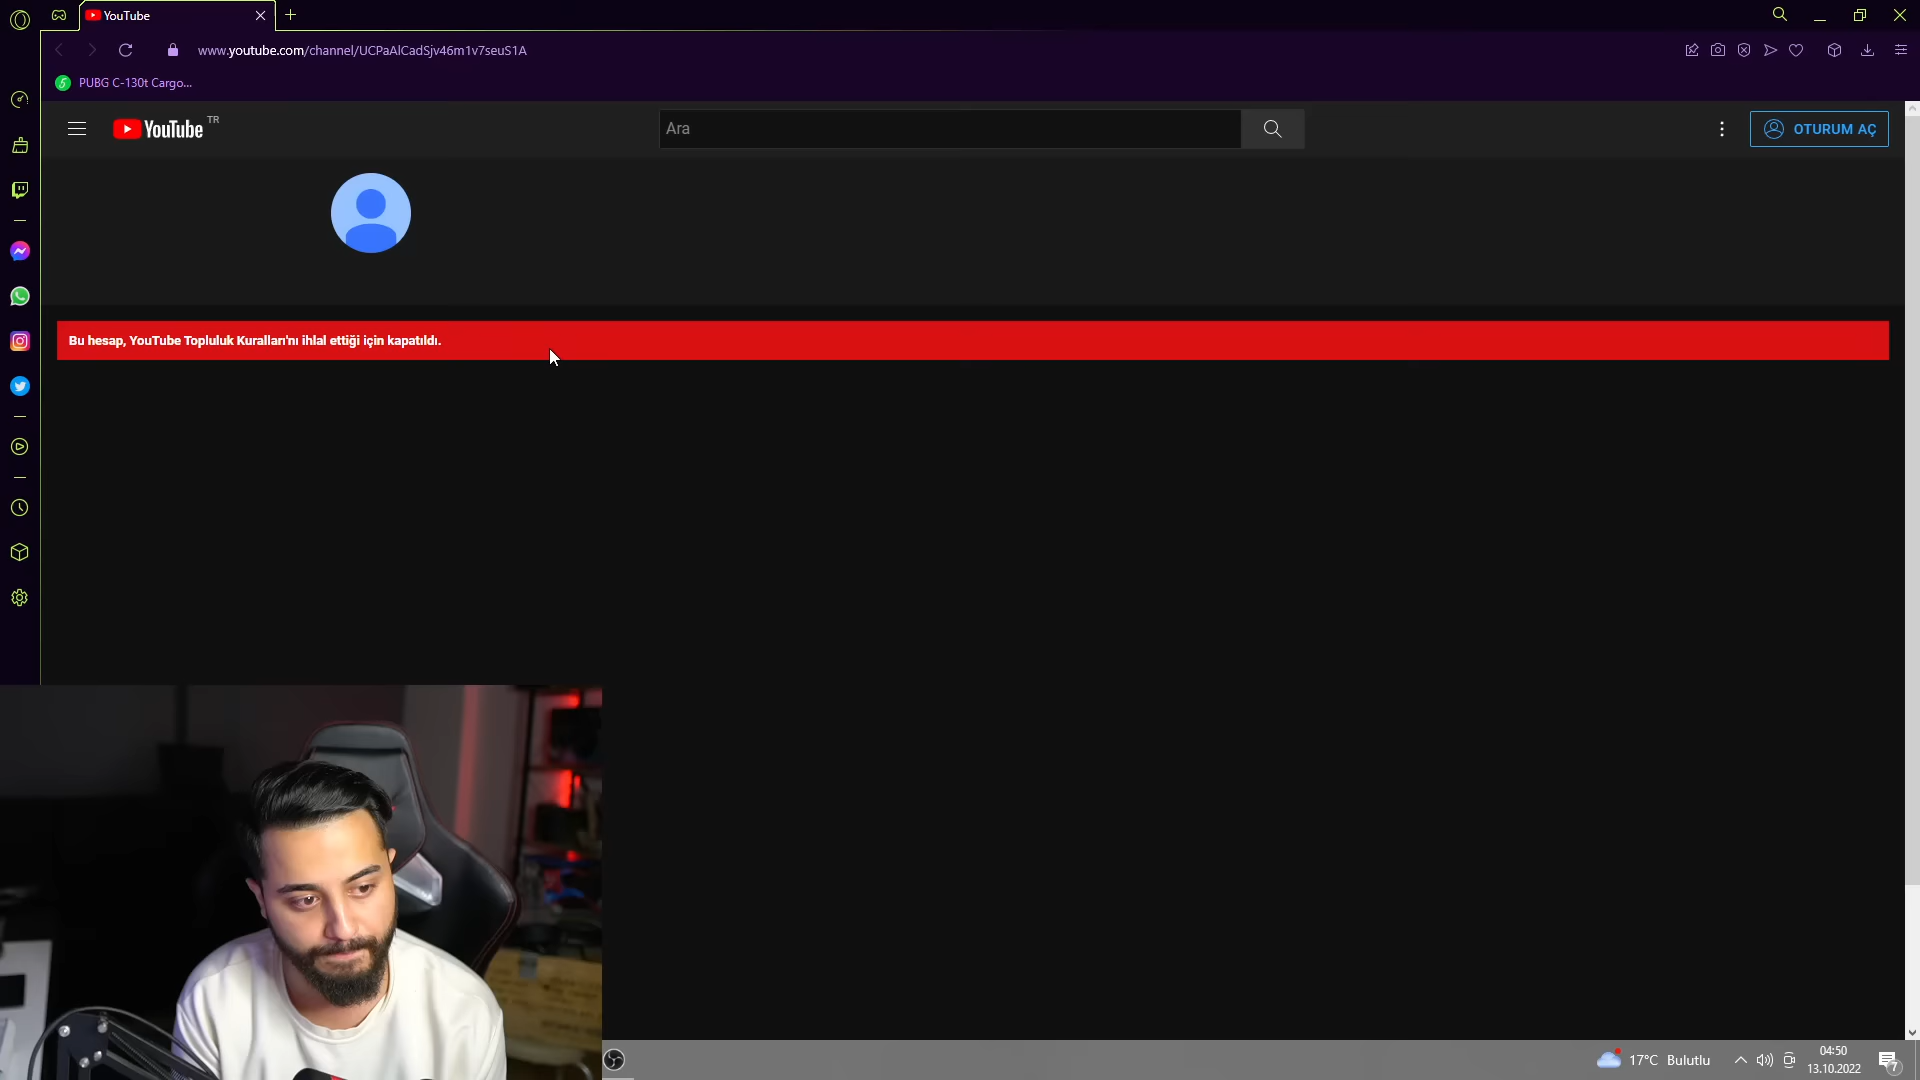 YouTube
www.youtube.com/channel/UCPaAlCadSjv46m1v7seuS1A
PUBG C-130t Cargo...
YouTube TR
Ara
OTURUM AÇ
Bu hesap, YouTube Topluluk Kuralları'nı ihlal ettiği için kapatıldı.
17°C Bulutlu
04:50
13.10.2022
7